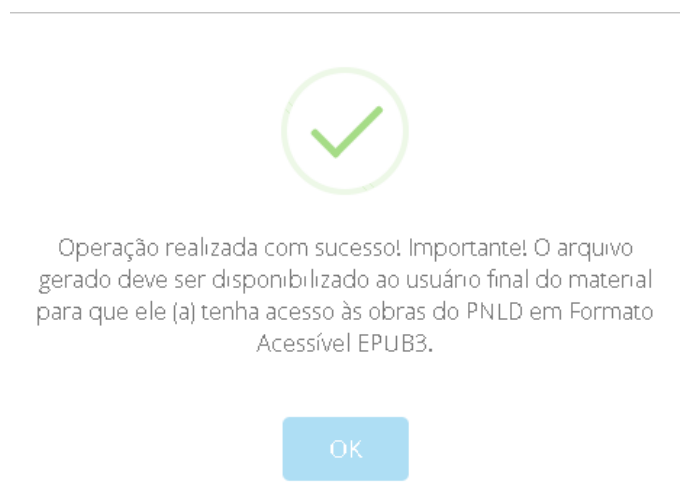 Operação realizada com sucesso! Importante! O arquivo
gerado deve ser disponibilizado ao usuário final do material
para que ele (a) tenha acesso às obras do PNLD em Formato
Acessível EPUB3.
OK